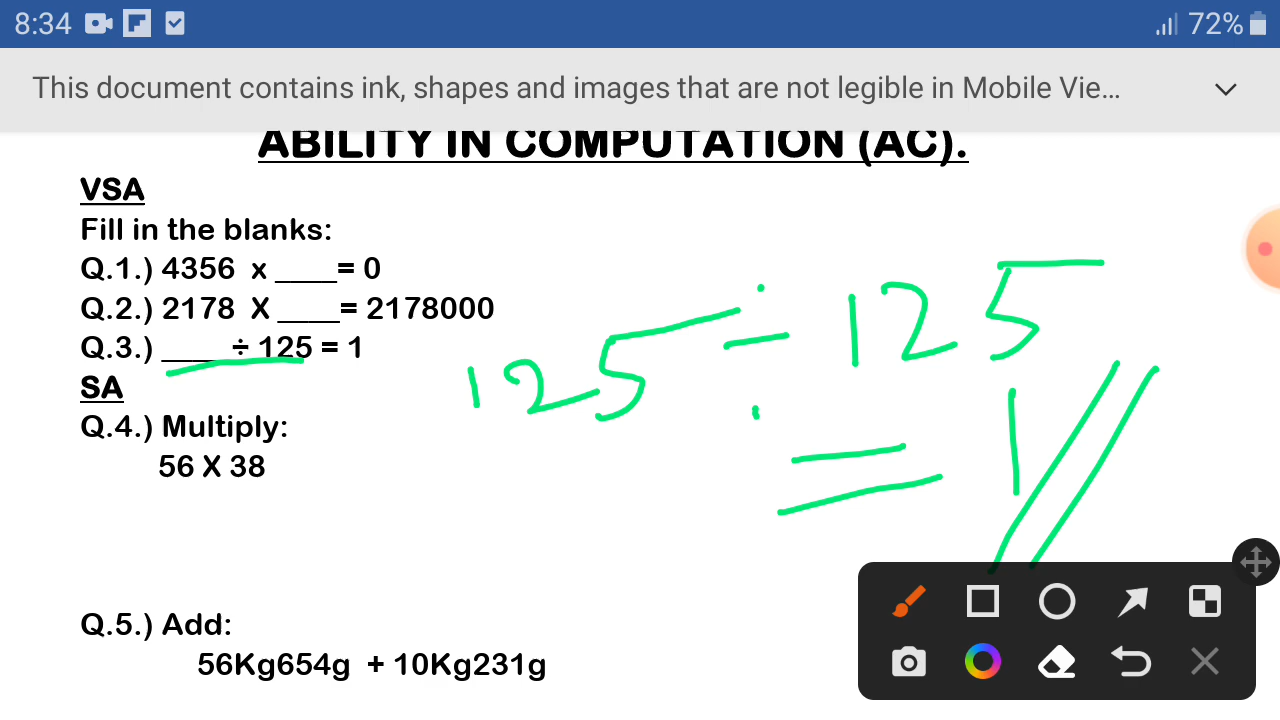 8:34 72%
This document contains ink, shapes and images that are not legible in Mobile Vie...
ABILITY IN COMPUTATION (AC).
VSA
Fill in the blanks:
Q.1.) 4356 x ____= 0
Q.2.) 2178 X ____= 2178000
Q.3.) ____ ÷ 125 = 1
125 ÷ 125
= 1
SA
Q.4.) Multiply:
56 X 38
Q.5.) Add:
56Kg654g + 10Kg231g